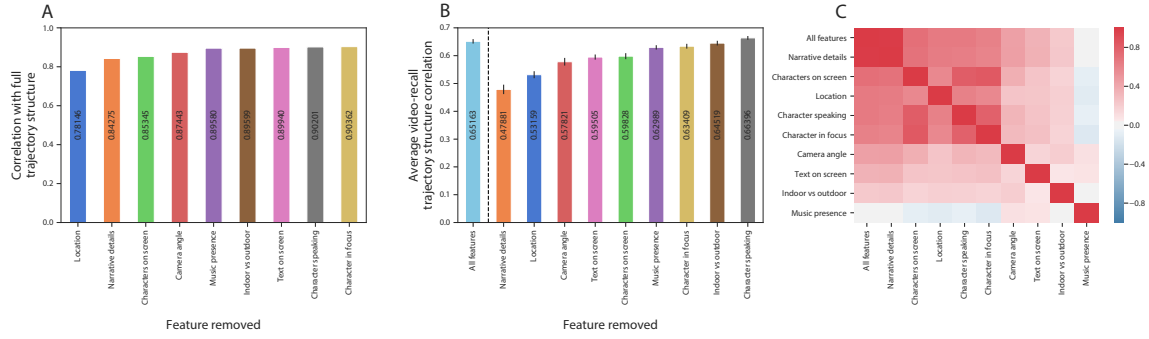 A
Correlation with full
trajectory structure
1.0
0.8
0.6
0.4
0.2
0.0
0.78146
0.84275
0.85345
0.87443
0.89580
0.89599
0.89940
0.90201
0.90362
Location
Narrative details
Characters on screen
Camera angle
Music presence
Indoor vs outdoor
Text on screen
Character speaking
Character in focus
Feature removed
B
Average video-recall
trajectory structure correlation
0.7
0.6
0.5
0.4
0.3
0.2
0.1
0.0
0.65163
0.47881
0.53159
0.57821
0.59505
0.59828
0.62989
0.63409
0.64519
0.66396
All features
Narrative details
Location
Camera angle
Text on screen
Characters on screen
Music presence
Character in focus
Indoor vs outdoor
Character speaking
Feature removed
C
All features
Narrative details
Characters on screen
Location
Character speaking
Character in focus
Camera angle
Text on screen
Indoor vs outdoor
Music presence
All features
Narrative details
Characters on screen
Location
Character speaking
Character in focus
Camera angle
Text on screen
Indoor vs outdoor
Music presence
0.8
0.4
0.0
-0.4
-0.8